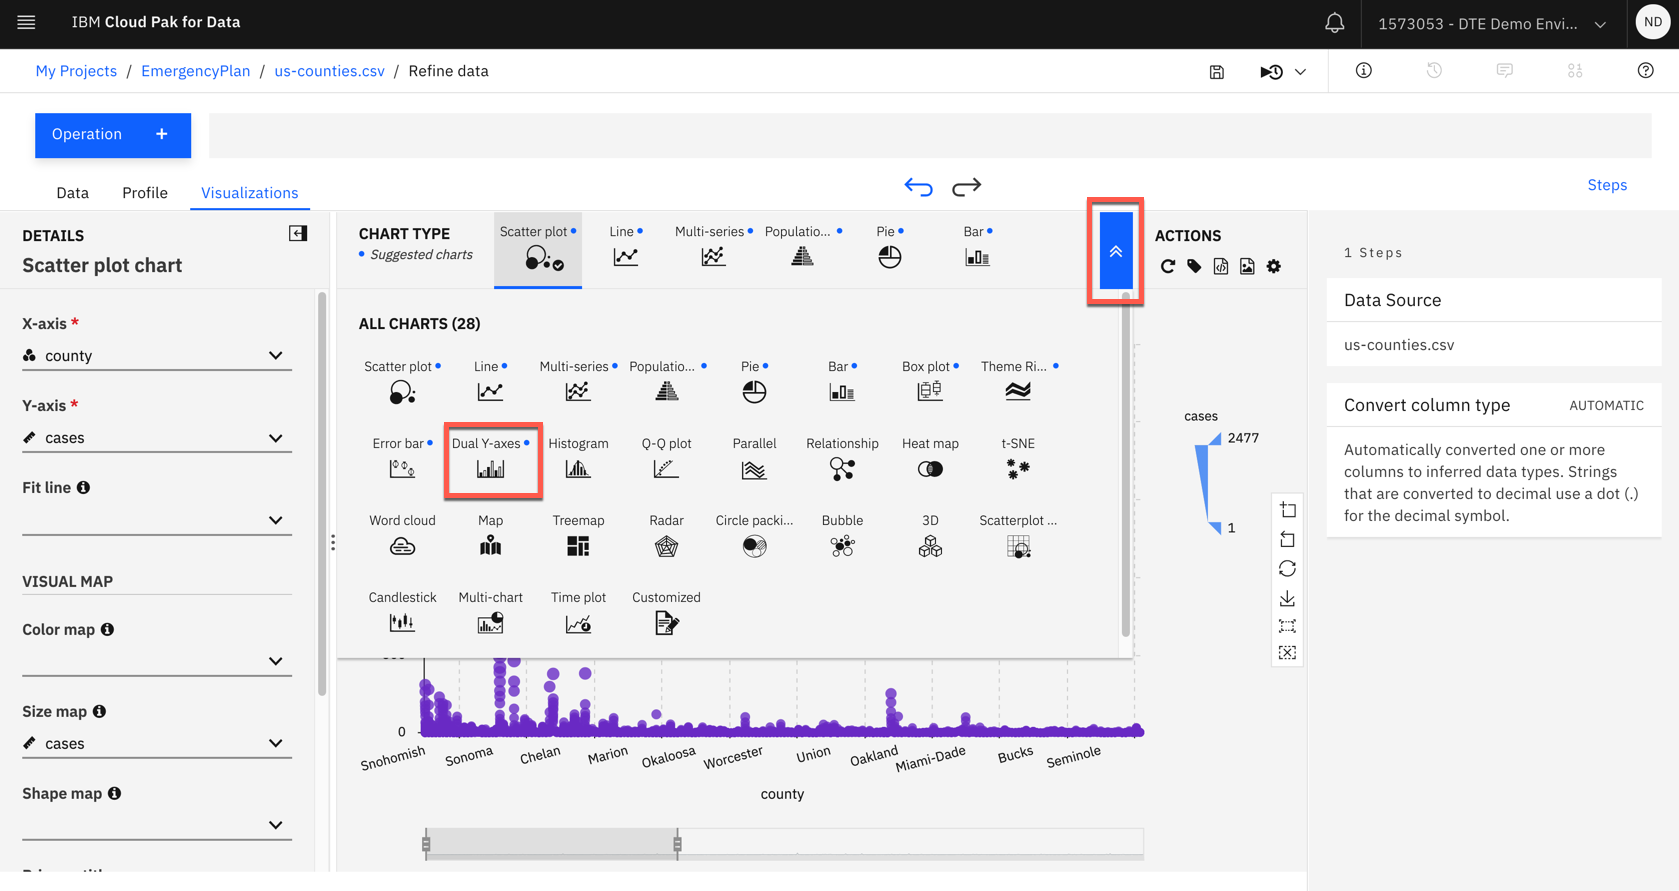 IBM Cloud Pak for Data
1573053 - DTE Demo Envi...
ND
My Projects / EmergencyPlan / us-counties.csv / Refine data
Operation +
Data Profile Visualizations
Steps
DETAILS
Scatter plot chart
X-axis *
county
Y-axis *
cases
Fit line
VISUAL MAP
Color map
Size map
cases
Shape map
CHART TYPE
Suggested charts
Scatter plot
Line
Multi-series
Populatio...
Pie
Bar
ACTIONS
ALL CHARTS (28)
Scatter plot Line Multi-series Populatio... Pie Bar Box plot Theme Ri...
Error bar Dual Y-axes Histogram Q-Q plot Parallel Relationship Heat map t-SNE
Word cloud Map Treemap Radar Circle packi... Bubble 3D Scatterplot ...
Candlestick Multi-chart Time plot Customized
cases
2477
1
0
Snohomish Sonoma Chelan Marion Okaloosa Worcester Union Oakland Miami-Dade Bucks Seminole
county
1 Steps
Data Source
us-counties.csv
Convert column type AUTOMATIC
Automatically converted one or more
columns to inferred data types. Strings
that are converted to decimal use a dot (.)
for the decimal symbol.